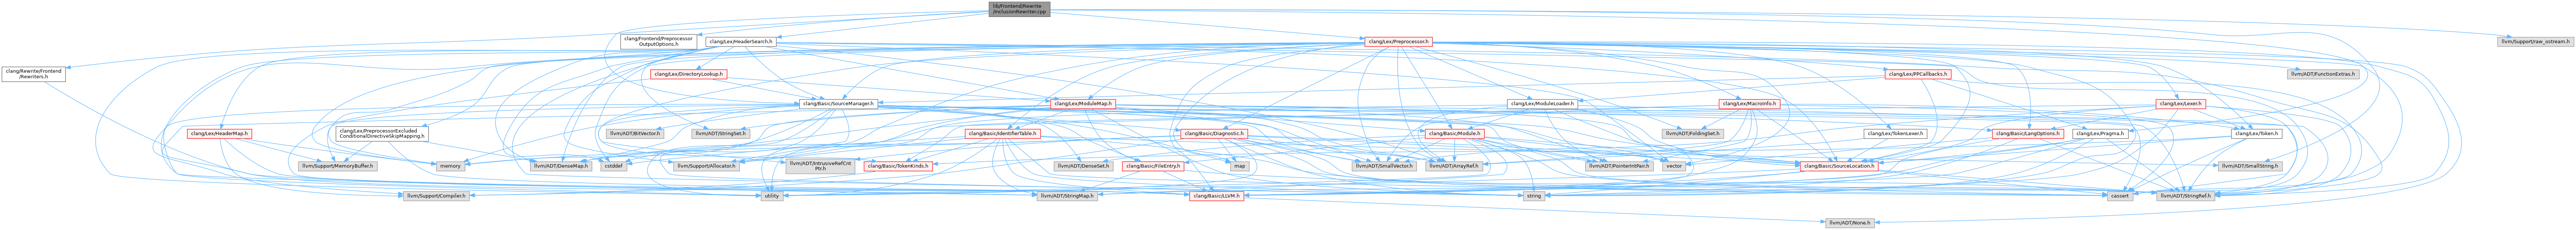 lib/Frontend/Rewrite
/InclusionRewriter.cpp
clang/Frontend/Preprocessor
OutputOptions.h
clang/Lex/HeaderSearch.h
clang/Lex/Preprocessor.h
llvm/Support/raw_ostream.h
clang/Rewrite/Frontend
/Rewriters.h
clang/Lex/DirectoryLookup.h
clang/Lex/PPCallbacks.h
llvm/ADT/FunctionExtras.h
clang/Basic/SourceManager.h
clang/Lex/ModuleMap.h
clang/Lex/ModuleLoader.h
clang/Lex/MacroInfo.h
clang/Lex/Lexer.h
clang/Lex/HeaderMap.h
clang/Lex/PreprocessorExcluded
ConditionalDirectiveSkipMapping.h
llvm/ADT/BitVector.h
llvm/ADT/StringSet.h
clang/Basic/IdentifierTable.h
clang/Basic/Diagnostic.h
clang/Basic/Module.h
llvm/ADT/FoldingSet.h
clang/Lex/TokenLexer.h
clang/Basic/LangOptions.h
clang/Lex/Pragma.h
clang/Lex/Token.h
llvm/Support/MemoryBuffer.h
memory
llvm/ADT/DenseMap.h
cstddef
llvm/Support/Allocator.h
llvm/ADT/IntrusiveRefCnt
Ptr.h
clang/Basic/TokenKinds.h
llvm/ADT/DenseSet.h
clang/Basic/FileEntry.h
map
llvm/ADT/SmallVector.h
llvm/ADT/ArrayRef.h
llvm/ADT/PointerIntPair.h
vector
clang/Basic/SourceLocation.h
llvm/ADT/SmallString.h
llvm/Support/Compiler.h
utility
llvm/ADT/StringMap.h
clang/Basic/LLVM.h
string
cassert
llvm/ADT/StringRef.h
llvm/ADT/None.h